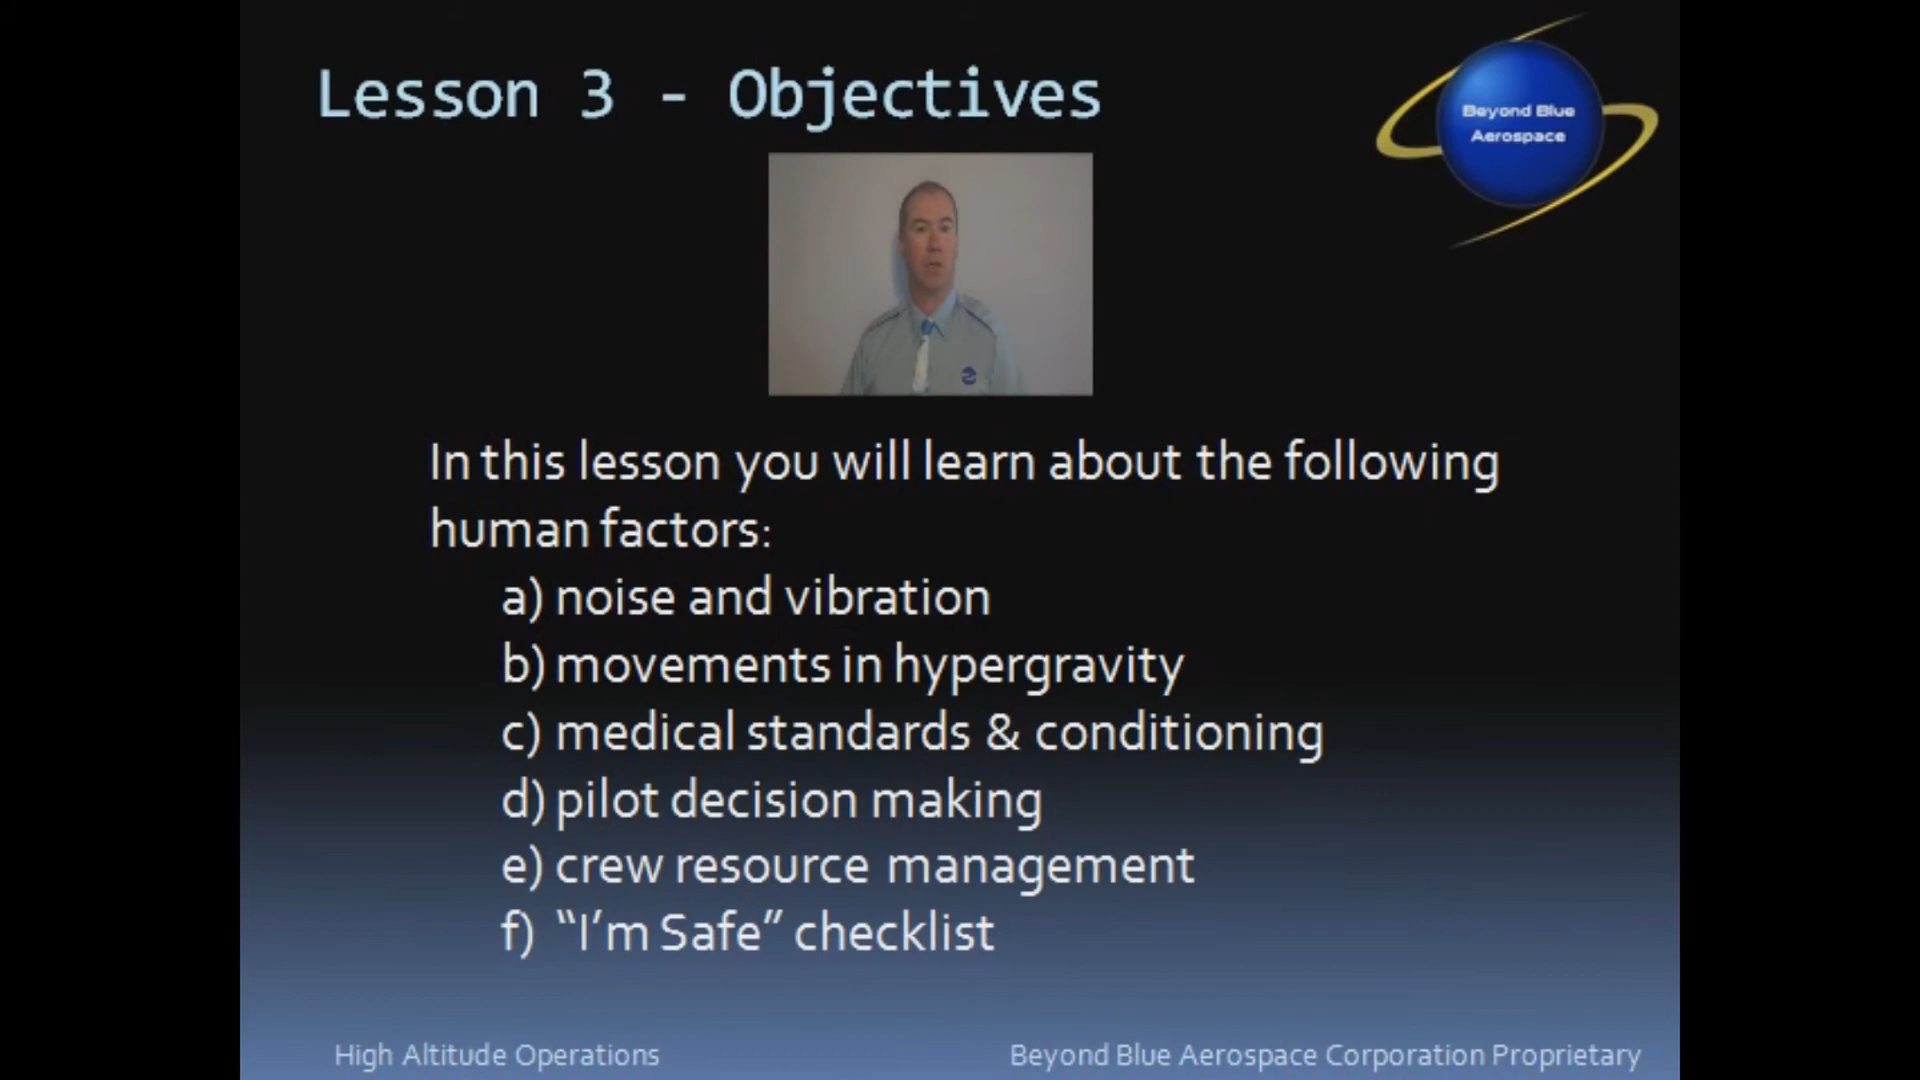 Lesson 3 - Objectives
Beyond Blue
Aerospace
In this lesson you will learn about the following
human factors:
a) noise and vibration
b) movements in hypergravity
c) medical standards & conditioning
d) pilot decision making
e) crew resource management
f) “I’m Safe” checklist
High Altitude Operations
Beyond Blue Aerospace Corporation Proprietary